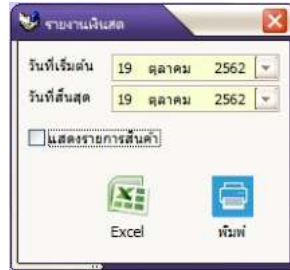 รายงานเงินสด
วันที่เริ่มต้น 19 ตุลาคม 2562
วันที่สิ้นสุด 19 ตุลาคม 2562
แสดงรายการสินค้า
Excel พิมพ์